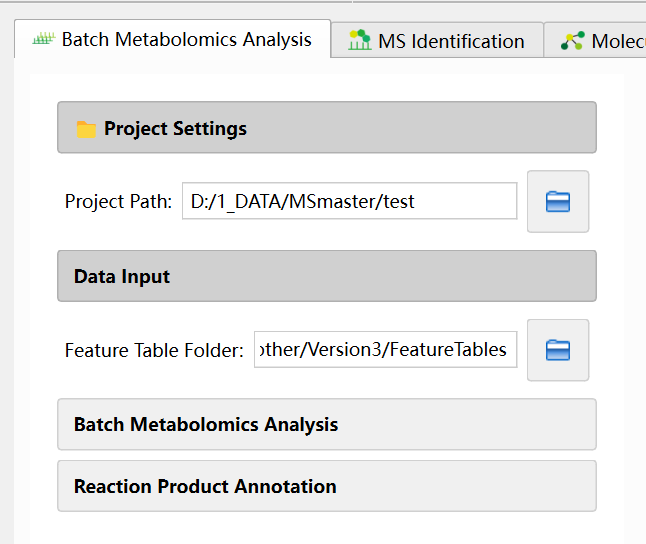 Batch Metabolomics Analysis MS Identification
Project Settings
Project Path: D:/1_DATA/MSmaster/test
Data Input
Feature Table Folder: other/Version3/FeatureTables
Batch Metabolomics Analysis
Reaction Product Annotation